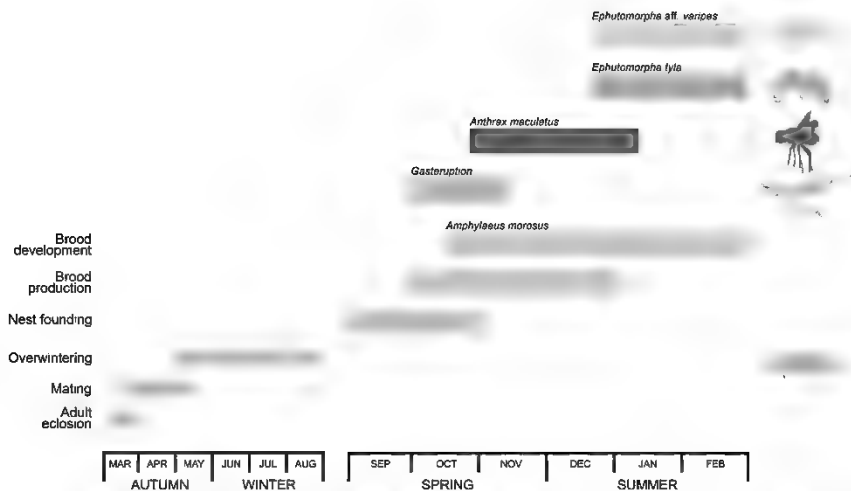 Ephutomorpha aff. varipes
Ephutomorpha tyla
Anthrax maculatus
Gasteruption
Amphylaeus morosus
Brood
development
Brood
production
Nest founding
Overwintering
Mating
Adult
eclosion
MAR APR MAY JUN JUL AUG SEP OCT NOV DEC JAN FEB
AUTUMN WINTER SPRING SUMMER